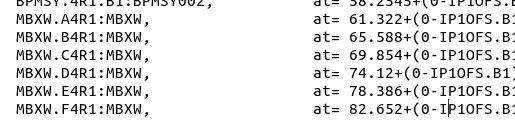 BPMSY.4R1.B1:BPMSY002, at= 58.2545+(0-IP1OFS.B
MBXW.A4R1:MBXW, at= 61.322+(0-IP1OFS.B1
MBXW.B4R1:MBXW, at= 65.588+(0-IP1OFS.B1
MBXW.C4R1:MBXW, at= 69.854+(0-IP1OFS.B1
MBXW.D4R1:MBXW, at= 74.12+(0-IP1OFS.B1)
MBXW.E4R1:MBXW, at= 78.386+(0-IP1OFS.B1
MBXW.F4R1:MBXW, at= 82.652+(0-IP1OFS.B1